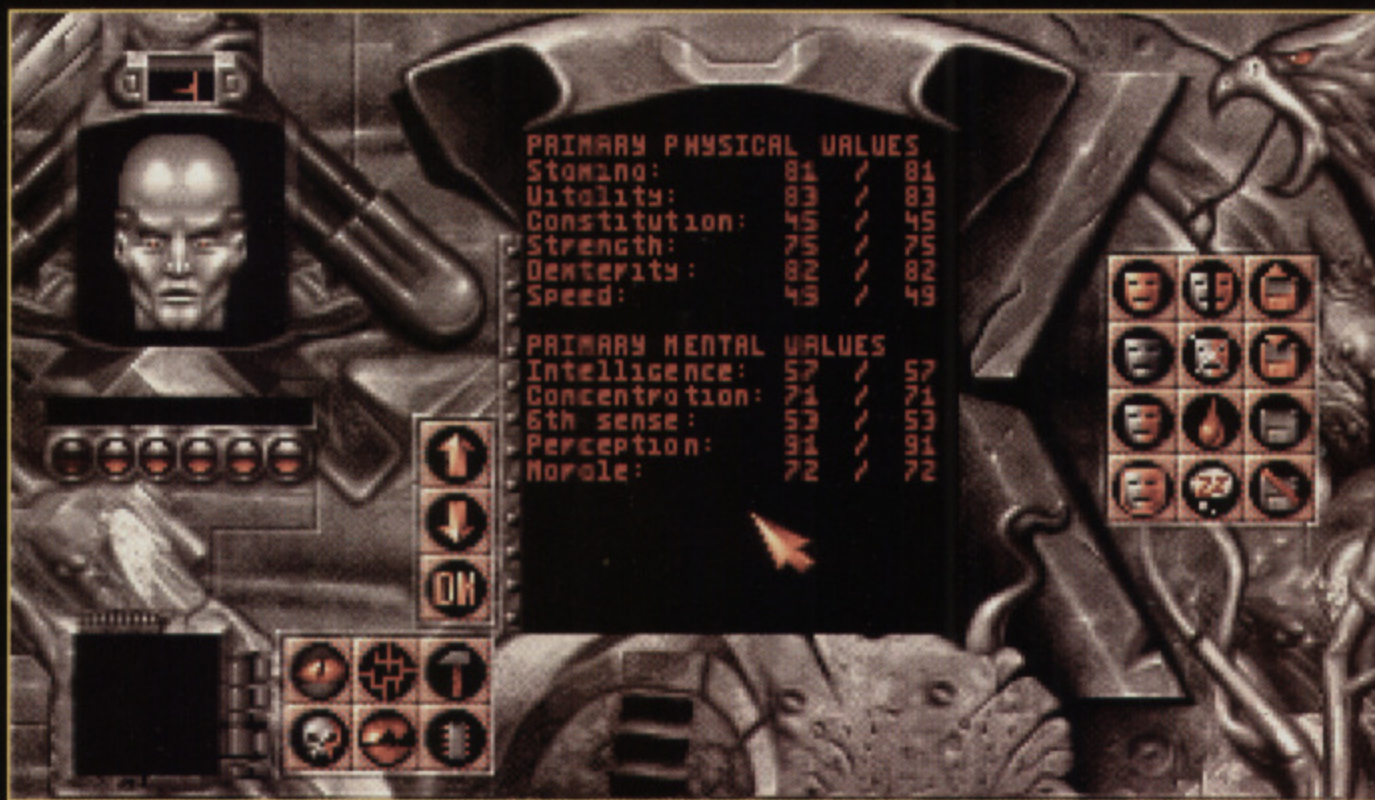 PRIMARY PHYSICAL VALUES
Stamina: 81 / 81
Vitality: 83 / 83
Constitution: 45 / 45
Strength: 75 / 75
Dexterity: 82 / 82
Speed: 49 / 49
PRIMARY MENTAL VALUES
Intelligence: 57 / 57
Concentration: 71 / 71
6th sense: 53 / 53
Perception: 91 / 91
Morale: 72 / 72
OK
ZZ